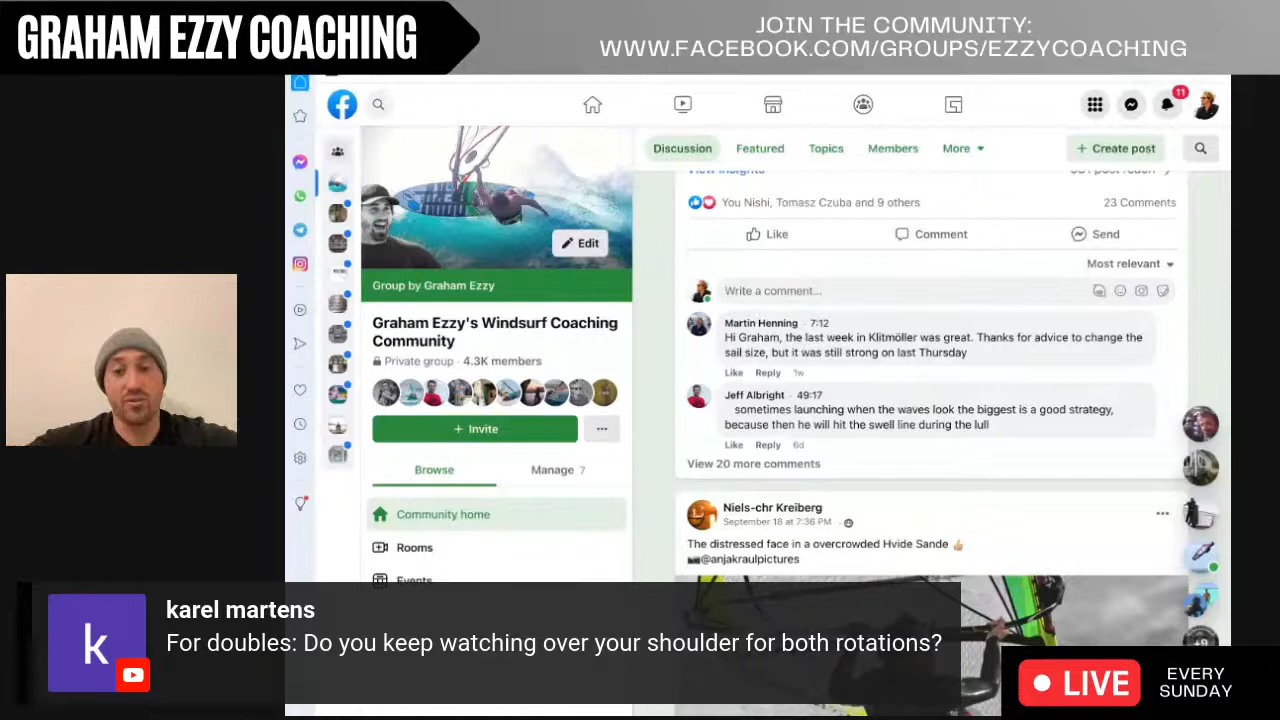 GRAHAM EZZY COACHING
JOIN THE COMMUNITY:
WWW.FACEBOOK.COM/GROUPS/EZZYCOACHING
11
Discussion
Featured
Topics
Members
More
+ Create post
View insights
You Nishi, Tomasz Czuba and 9 others
23 Comments
Like
Comment
Send
Most relevant
Write a comment...
Edit
Group by Graham Ezzy
Graham Ezzy's Windsurf Coaching
Community
Private group · 4.3K members
+ Invite
...
Browse
Manage 7
Community home
Rooms
Events
Martin Henning · 7:12
Hi Graham, the last week in Klitmöller was great. Thanks for advice to change the
sail size, but it was still strong on last Thursday
Like Reply 1w
Jeff Albright · 49:17
sometimes launching when the waves look the biggest is a good strategy,
because then he will hit the swell line during the lull
Like Reply 6d
View 20 more comments
Niels-chr Kreiberg
September 18 at 7:36 PM ·
...
The distressed face in a overcrowded Hvide Sande 👍🏼
📷@anjakraulpictures
+9
k
karel martens
For doubles: Do you keep watching over your shoulder for both rotations?
LIVE
EVERY
SUNDAY